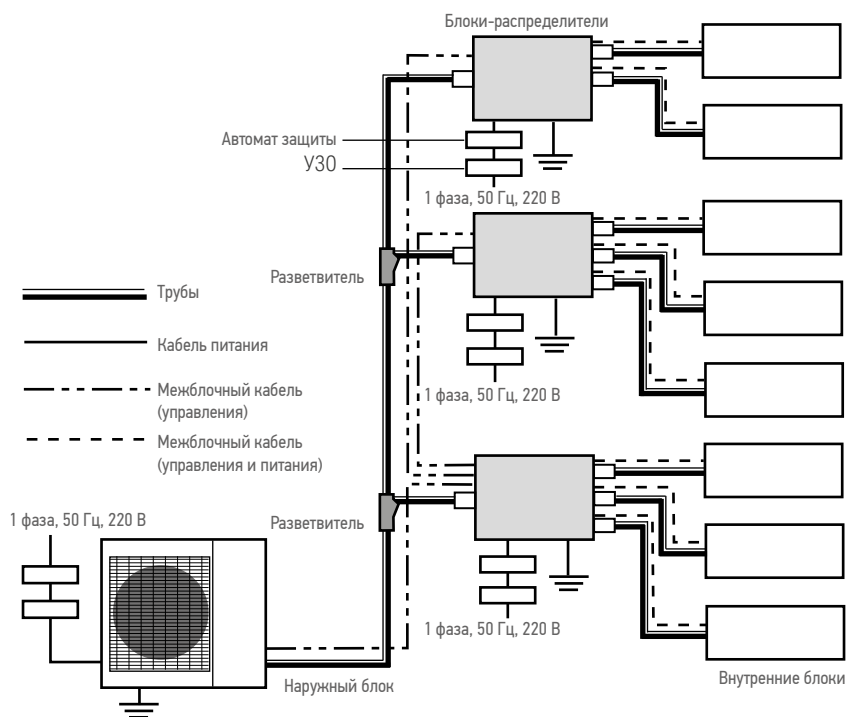 Блоки-распределители
Автомат защиты
УЗО
1 фаза, 50 Гц, 220 В
Разветвитель
Трубы
Кабель питания
1 фаза, 50 Гц, 220 В
Межблочный кабель
(управления)
Межблочный кабель
(управления и питания)
1 фаза, 50 Гц, 220 В
Разветвитель
1 фаза, 50 Гц, 220 В
Наружный блок
Внутренние блоки